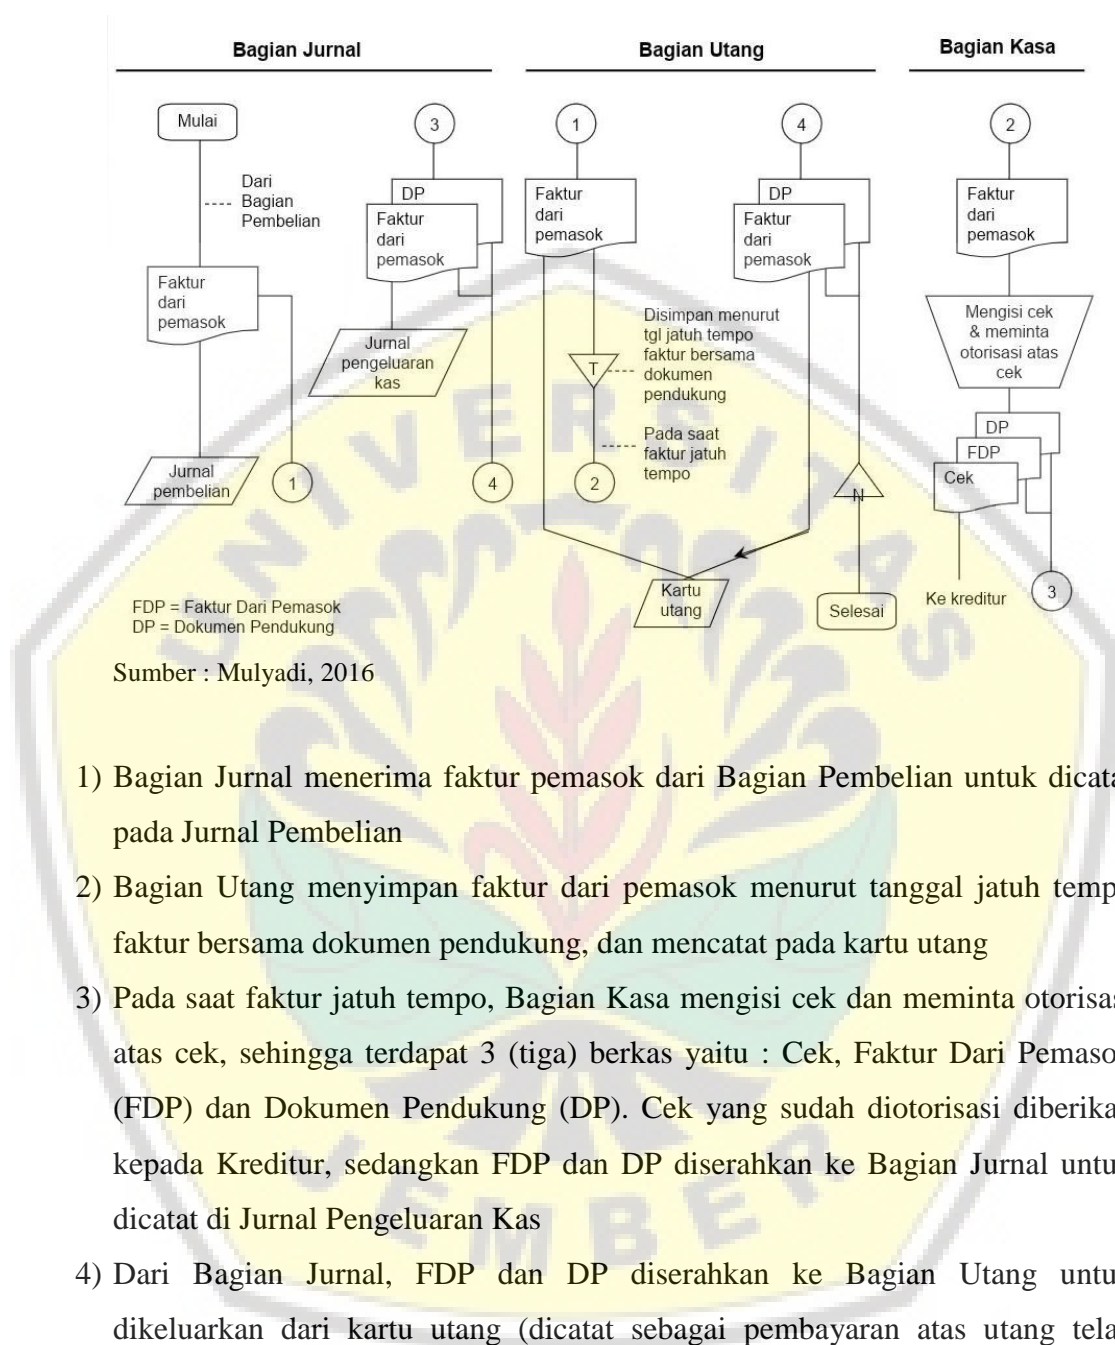 Bagian Jurnal
Bagian Utang
Bagian Kasa
Mulai
3
1
4
2
Dari
Bagian
Pembelian
DP
Faktur
dari
pemasok
Faktur
dari
pemasok
DP
Faktur
dari
pemasok
Faktur
dari
pemasok
Faktur
dari
pemasok
Jurnal
pengeluaran
kas
T
Disimpan menurut
tgl jatuh tempo
faktur bersama
dokumen
pendukung
Mengisi cek
& meminta
otorisasi atas
cek
Pada saat
faktur jatuh
tempo
DP
FDP
Cek
Jurnal
pembelian
1
4
2
N
Kartu
utang
Selesai
Ke kreditur
3
FDP = Faktur Dari Pemasok
DP = Dokumen Pendukung
Sumber : Mulyadi, 2016
UNIVERSITAS
JEMBER
1) Bagian Jurnal menerima faktur pemasok dari Bagian Pembelian untuk dicata
pada Jurnal Pembelian
2) Bagian Utang menyimpan faktur dari pemasok menurut tanggal jatuh temp
faktur bersama dokumen pendukung, dan mencatat pada kartu utang
3) Pada saat faktur jatuh tempo, Bagian Kasa mengisi cek dan meminta otorisas
atas cek, sehingga terdapat 3 (tiga) berkas yaitu : Cek, Faktur Dari Pemaso
(FDP) dan Dokumen Pendukung (DP). Cek yang sudah diotorisasi diberika
kepada Kreditur, sedangkan FDP dan DP diserahkan ke Bagian Jurnal untu
dicatat di Jurnal Pengeluaran Kas
4) Dari Bagian Jurnal, FDP dan DP diserahkan ke Bagian Utang untu
dikeluarkan dari kartu utang (dicatat sebagai pembayaran atas utang tela